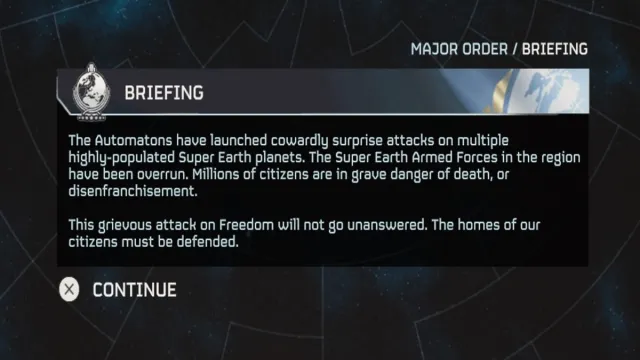 MAJOR ORDER / BRIEFING
BRIEFING
The Automatons have launched cowardly surprise attacks on multiple
highly-populated Super Earth planets. The Super Earth Armed Forces in the region
have been overrun. Millions of citizens are in grave danger of death, or
disenfranchisement.
This grievous attack on Freedom will not go unanswered. The homes of our
citizens must be defended.
CONTINUE